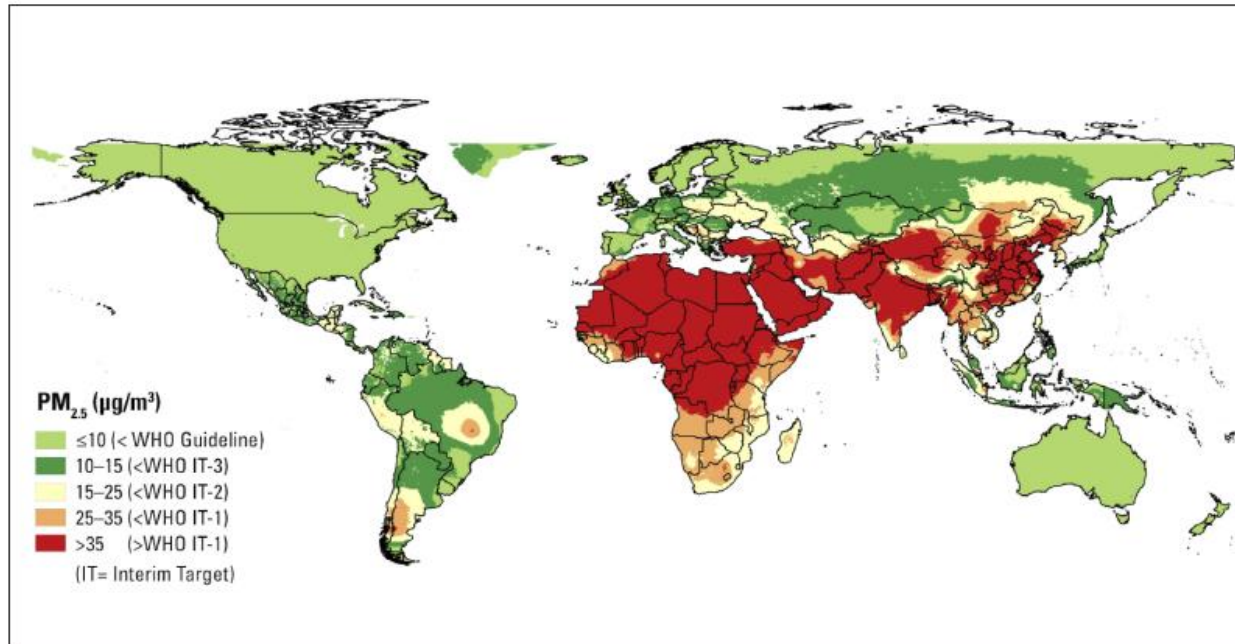 PM₂.₅ (µg/m³)
≤10 (< WHO Guideline)
10–15 (<WHO IT-3)
15–25 (<WHO IT-2)
25–35 (<WHO IT-1)
>35 (>WHO IT-1)
(IT= Interim Target)